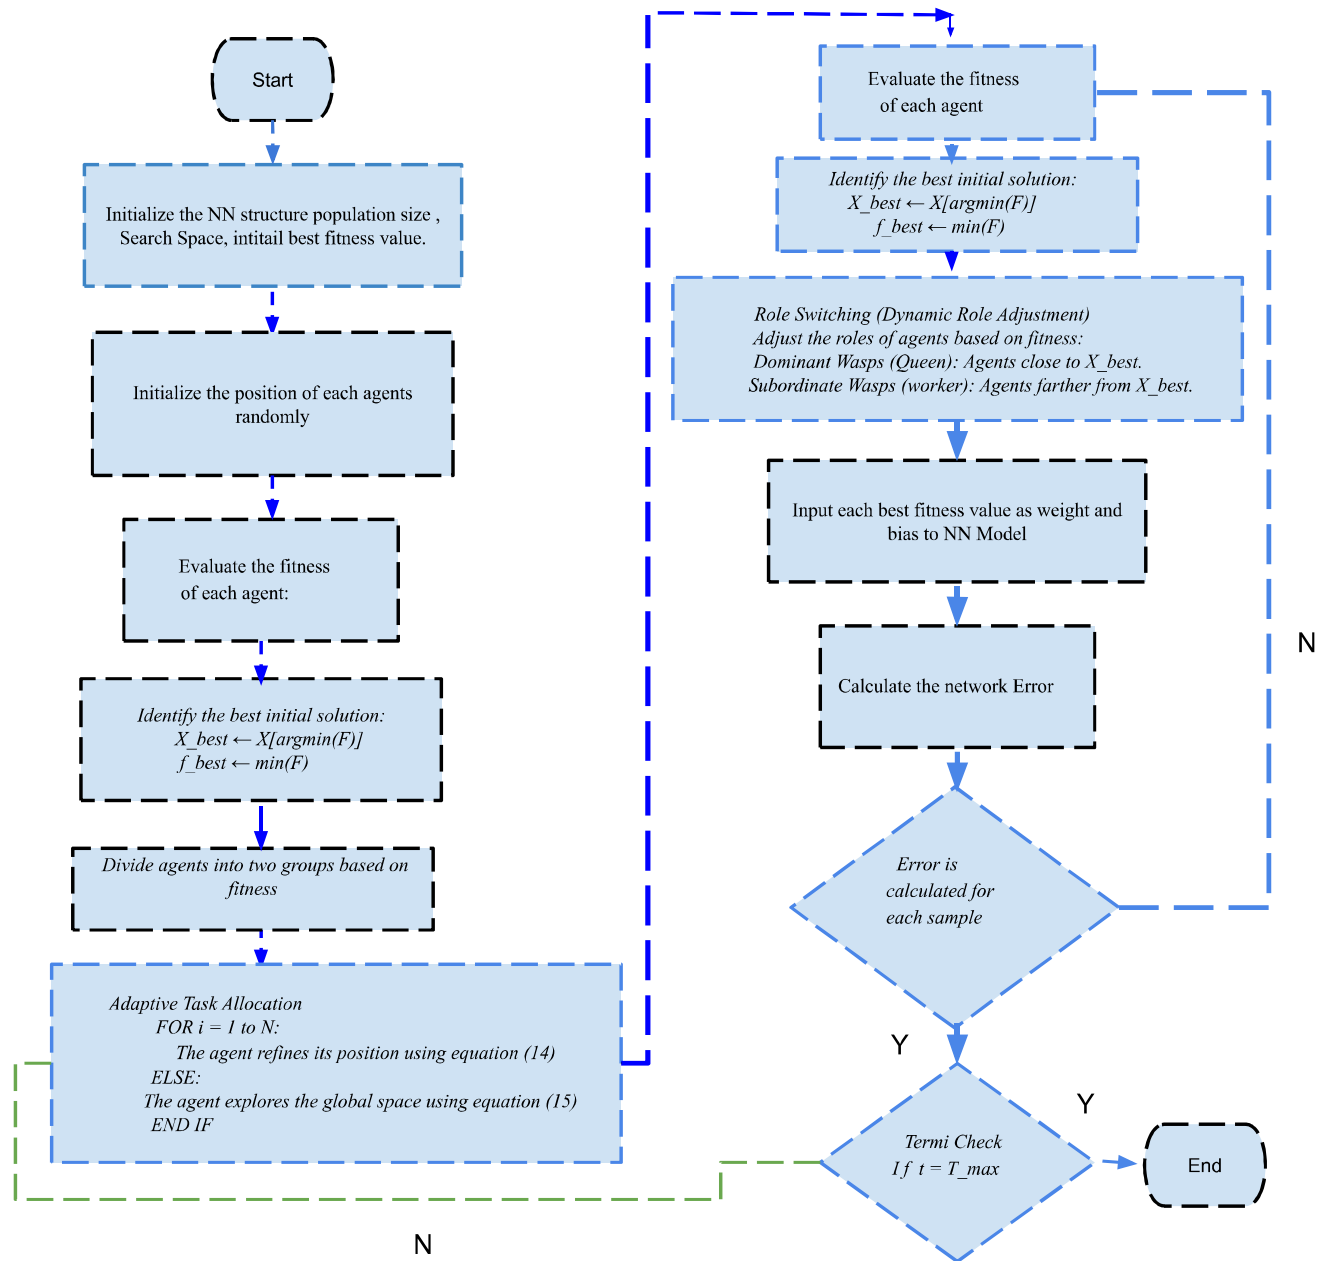 Start
Initialize the NN structure population size ,
Search Space, intitail best fitness value.
Initialize the position of each agents
randomly
Evaluate the fitness
of each agent:
Identify the best initial solution:
X_best ← X[argmin(F)]
f_best ← min(F)
Divide agents into two groups based on
fitness
Adaptive Task Allocation
FOR i = 1 to N:
The agent refines its position using equation (14)
ELSE:
The agent explores the global space using equation (15)
END IF
Evaluate the fitness
of each agent
Identify the best initial solution:
X_best ← X[argmin(F)]
f_best ← min(F)
Role Switching (Dynamic Role Adjustment)
Adjust the roles of agents based on fitness:
Dominant Wasps (Queen): Agents close to X_best.
Subordinate Wasps (worker): Agents farther from X_best.
Input each best fitness value as weight and
bias to NN Model
Calculate the network Error
Error is
calculated for
each sample
N
Y
Termi Check
If t = T_max
Y
End
N